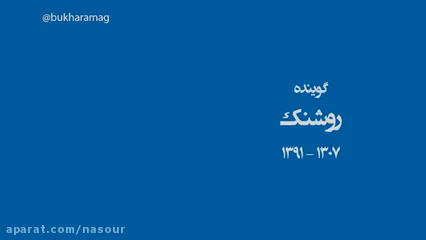 @bukharamag
گوینده
روشنک
۱۳۰۷ – ۱۳۹۱
aparat.com/nasour